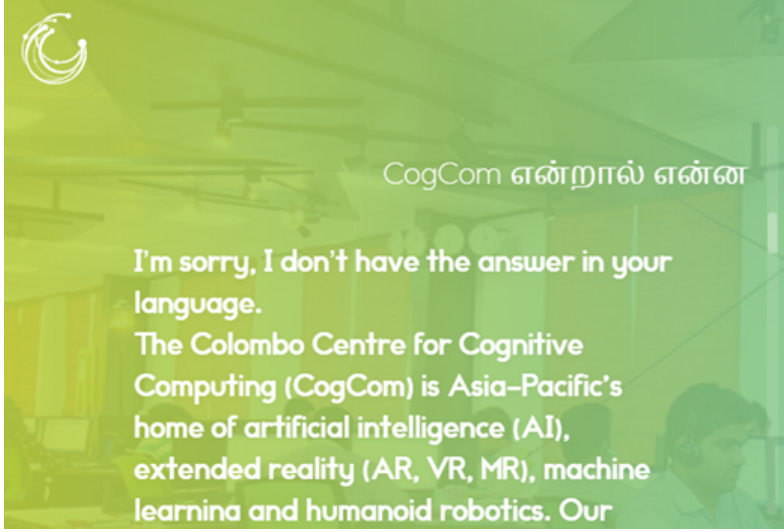 CogCom என்றால் என்ன
I'm sorry, I don't have the answer in your
language.
The Colombo Centre for Cognitive
Computing (CogCom) is Asia-Pacific's
home of artificial intelligence (AI),
extended reality (AR, VR, MR), machine
learning and humanoid robotics. Our